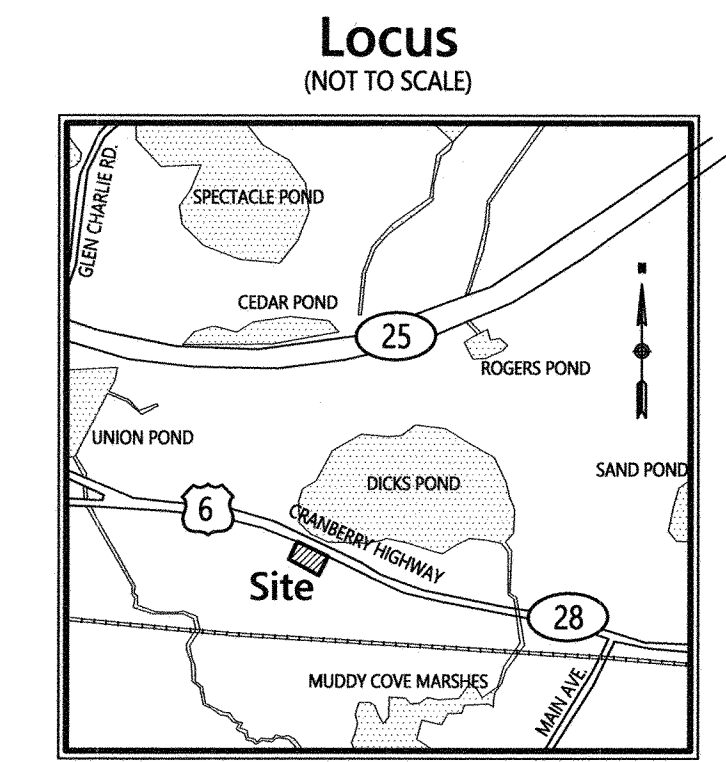 Locus
(NOT TO SCALE)
GLEN CHARLIE RD.
SPECTACLE POND
CEDAR POND
25
ROGERS POND
UNION POND
DICKS POND
SAND POND
6
CRANBERRY HIGHWAY
Site
28
MUDDY COVE MARSHES
MAIN AVE.